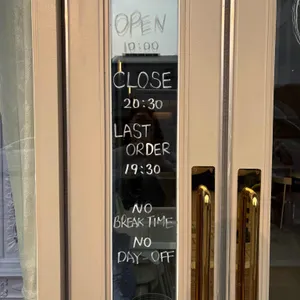 OPEN
10:00
CLOSE
20:30
LAST
ORDER
19:30
NO
BREAK TIME
NO
DAY-OFF